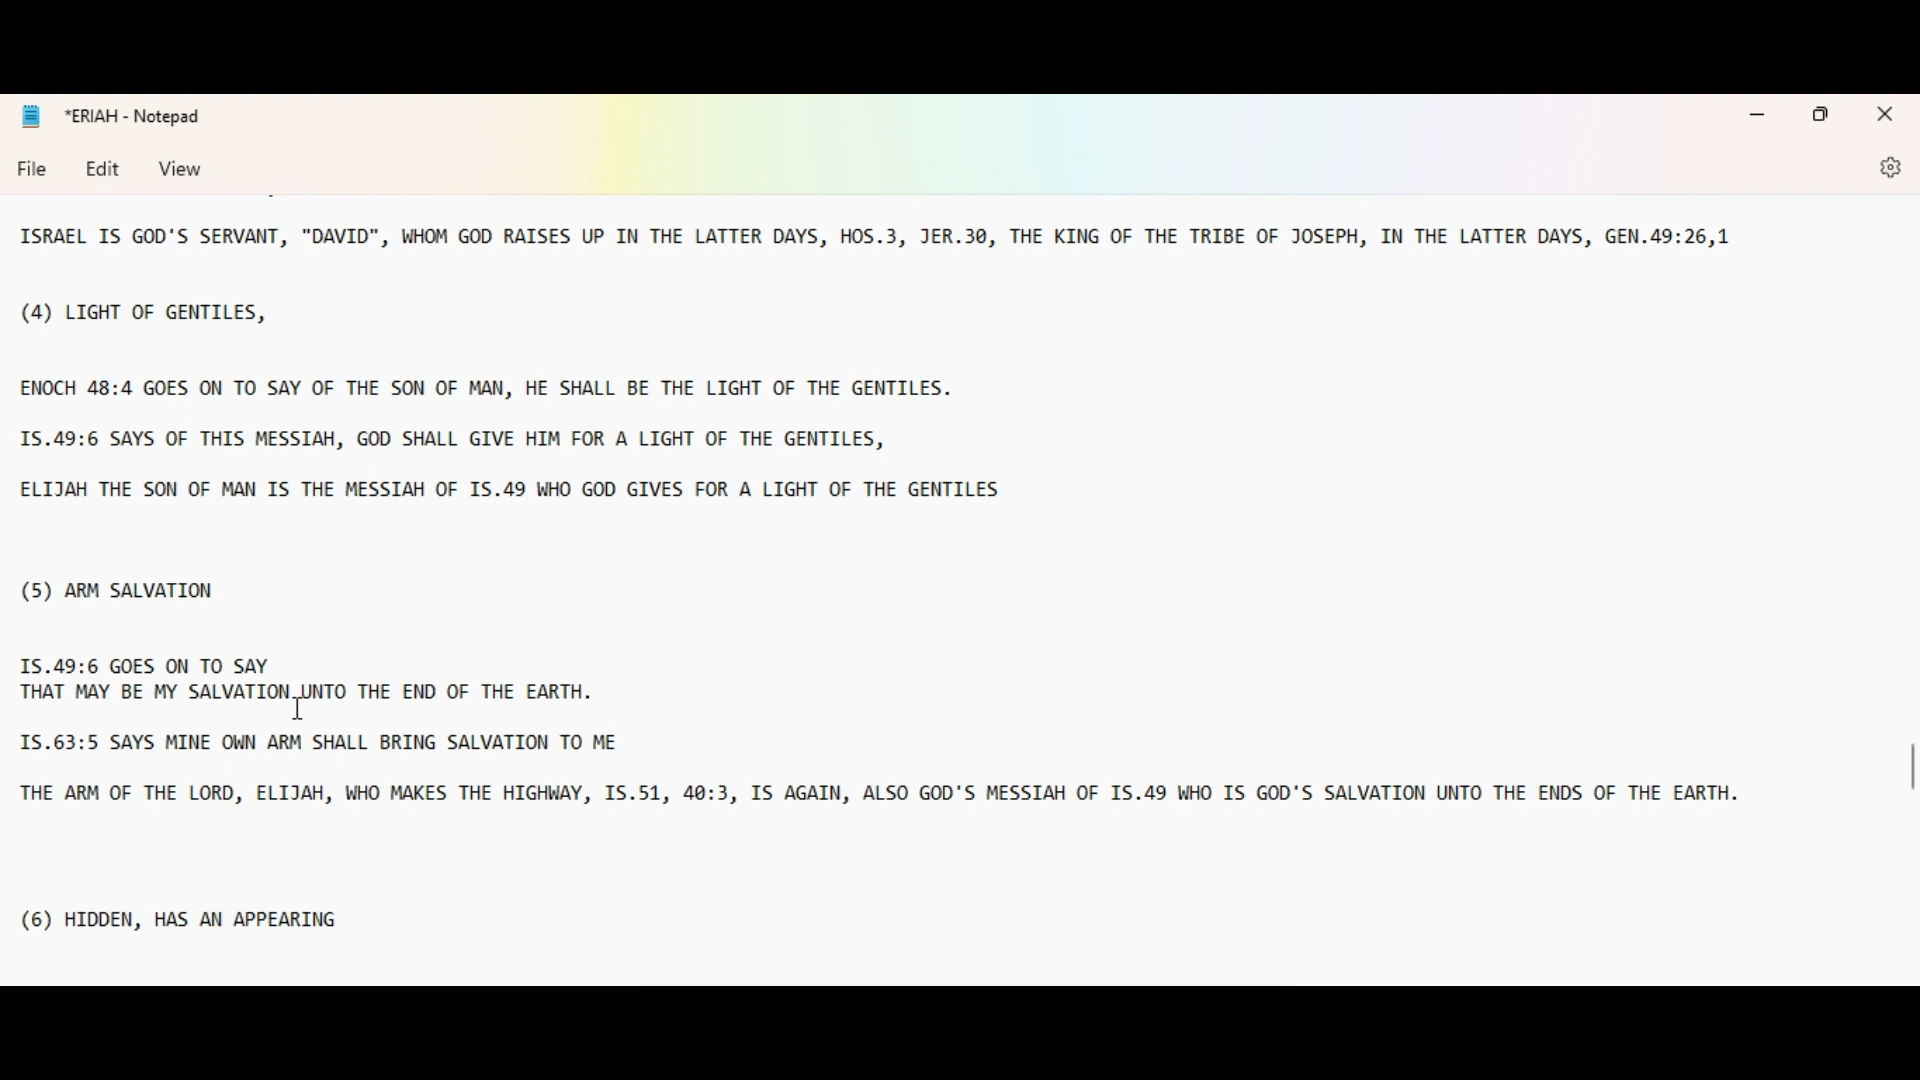 *ERIAH - Notepad
File Edit View
ISRAEL IS GOD'S SERVANT, "DAVID", WHOM GOD RAISES UP IN THE LATTER DAYS, HOS.3, JER.30, THE KING OF THE TRIBE OF JOSEPH, IN THE LATTER DAYS, GEN.49:26,1
(4) LIGHT OF GENTILES,
ENOCH 48:4 GOES ON TO SAY OF THE SON OF MAN, HE SHALL BE THE LIGHT OF THE GENTILES.
IS.49:6 SAYS OF THIS MESSIAH, GOD SHALL GIVE HIM FOR A LIGHT OF THE GENTILES,
ELIJAH THE SON OF MAN IS THE MESSIAH OF IS.49 WHO GOD GIVES FOR A LIGHT OF THE GENTILES
(5) ARM SALVATION
IS.49:6 GOES ON TO SAY
THAT MAY BE MY SALVATION UNTO THE END OF THE EARTH.
IS.63:5 SAYS MINE OWN ARM SHALL BRING SALVATION TO ME
THE ARM OF THE LORD, ELIJAH, WHO MAKES THE HIGHWAY, IS.51, 40:3, IS AGAIN, ALSO GOD'S MESSIAH OF IS.49 WHO IS GOD'S SALVATION UNTO THE ENDS OF THE EARTH.
(6) HIDDEN, HAS AN APPEARING